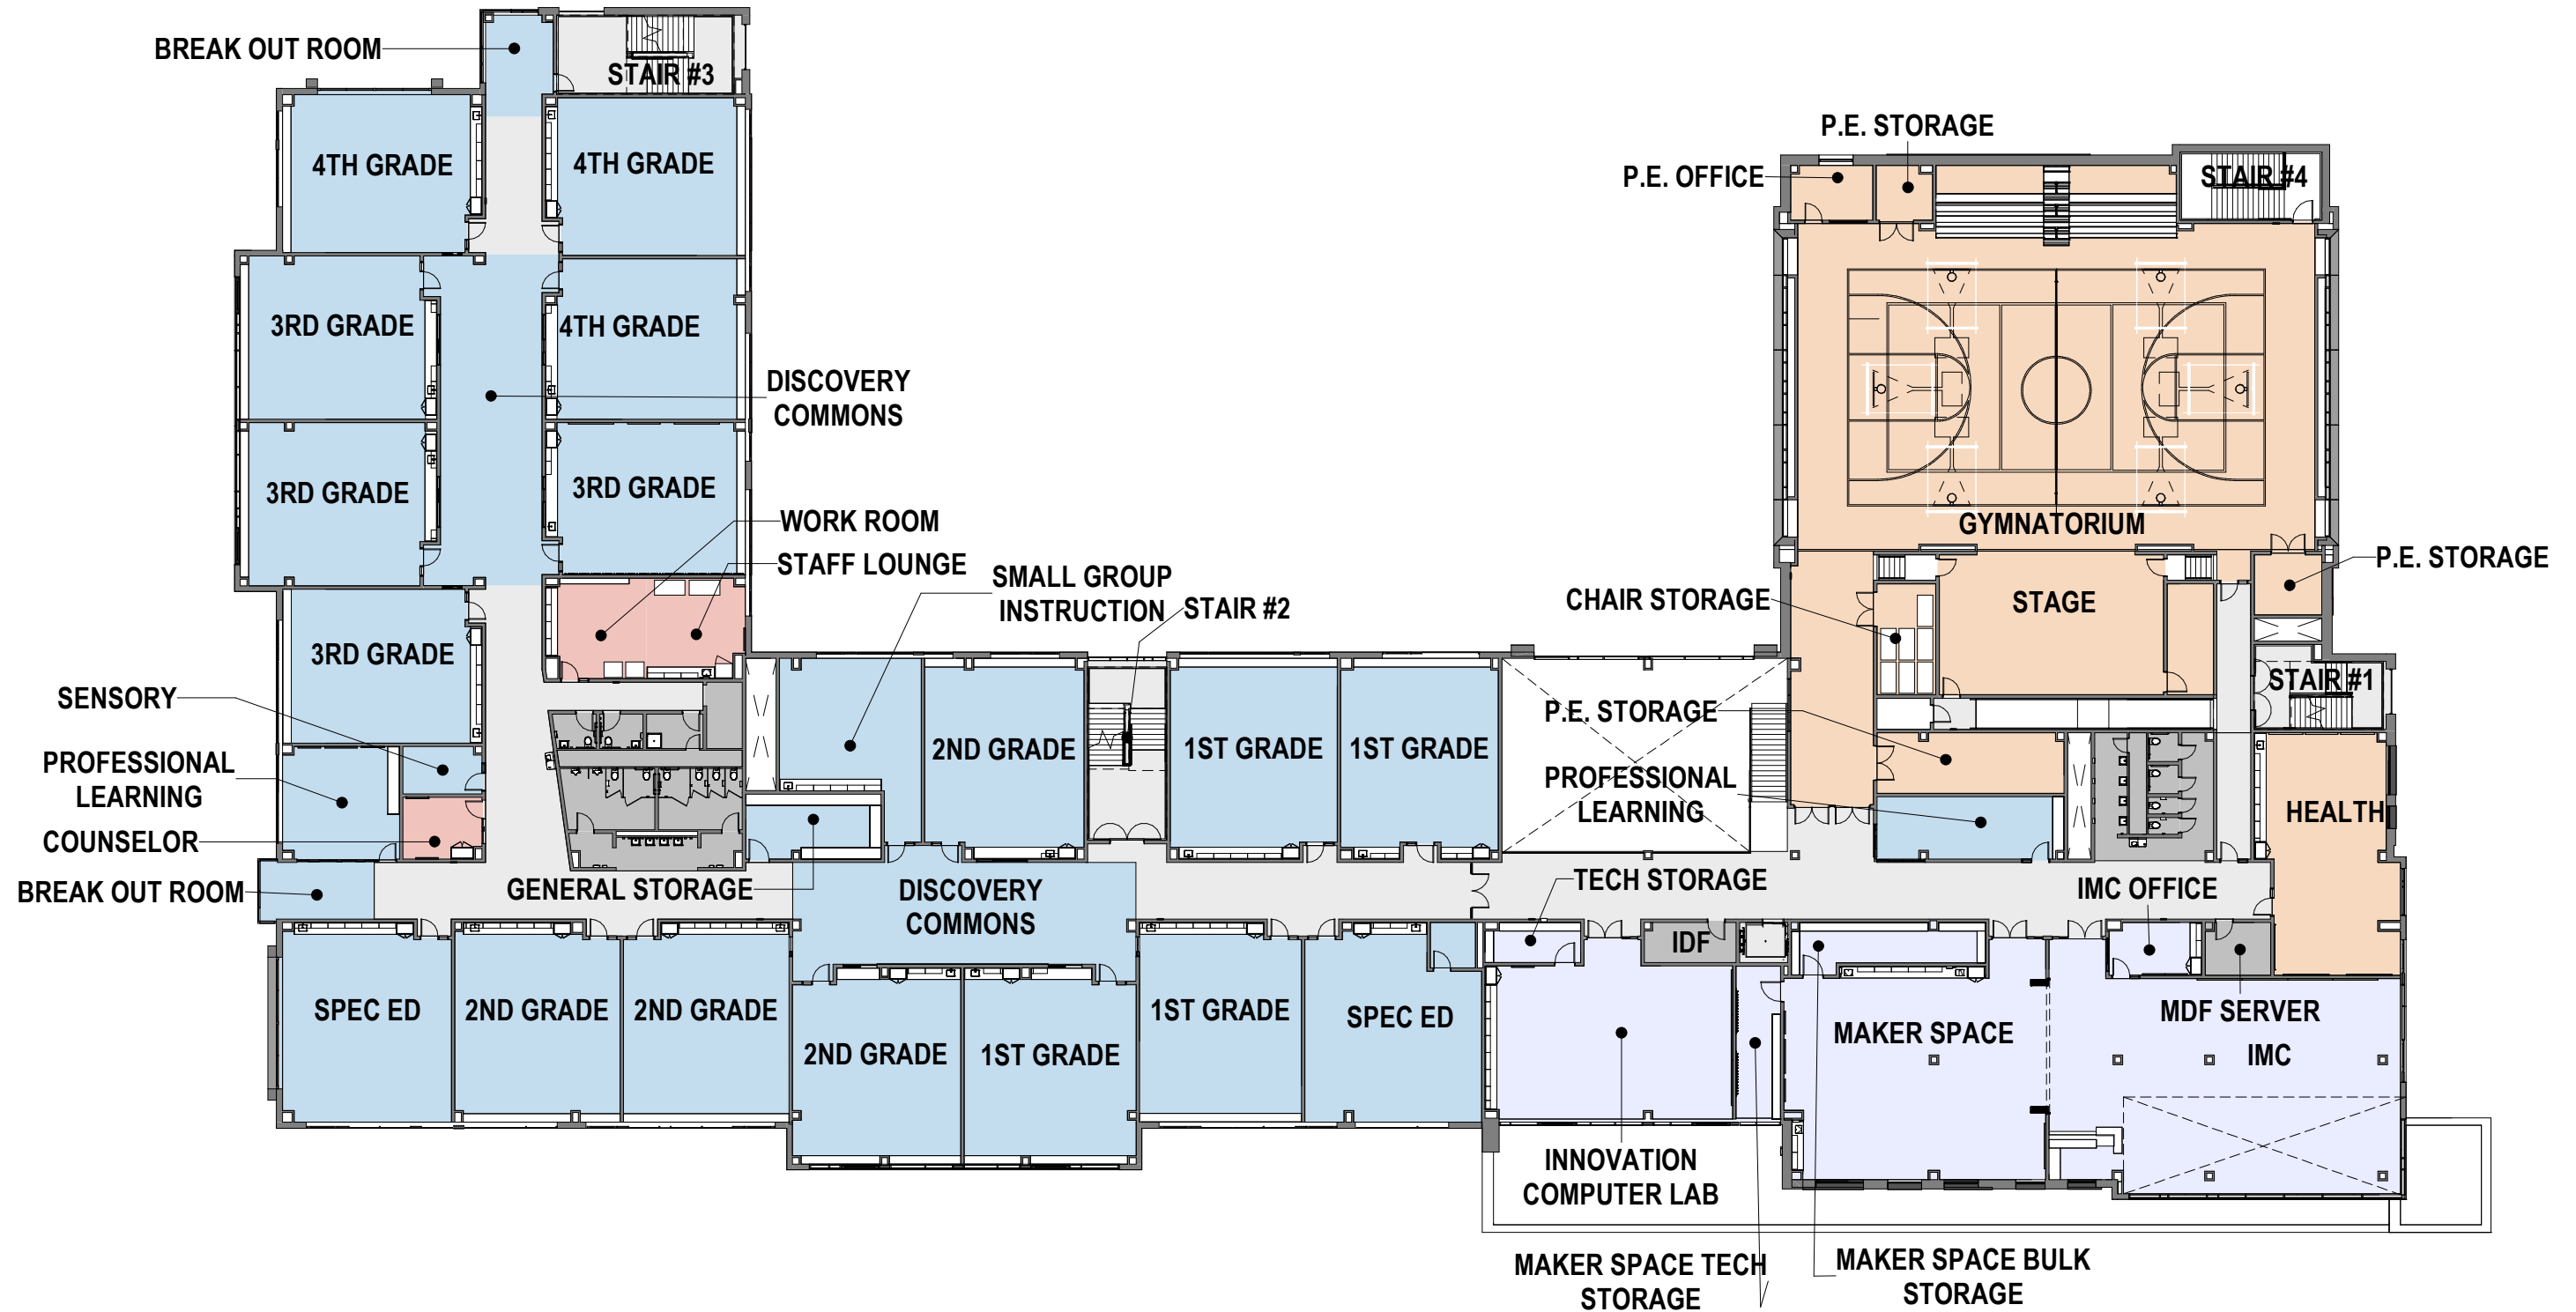 BREAK OUT ROOM
STAIR #3
4TH GRADE
4TH GRADE
P.E. STORAGE
P.E. OFFICE
STAIR #4
3RD GRADE
4TH GRADE
DISCOVERY
COMMONS
3RD GRADE
3RD GRADE
GYMNATORIUM
WORK ROOM
STAFF LOUNGE
P.E. STORAGE
SMALL GROUP
INSTRUCTION
STAIR #2
CHAIR STORAGE
STAGE
3RD GRADE
SENSORY
STAIR #1
PROFESSIONAL
LEARNING
2ND GRADE
1ST GRADE
1ST GRADE
P.E. STORAGE
PROFESSIONAL
LEARNING
HEALTH
COUNSELOR
BREAK OUT ROOM
GENERAL STORAGE
DISCOVERY
COMMONS
TECH STORAGE
IMC OFFICE
IDF
SPEC ED
2ND GRADE
2ND GRADE
2ND GRADE
1ST GRADE
1ST GRADE
SPEC ED
MAKER SPACE
MDF SERVER
IMC
INNOVATION
COMPUTER LAB
MAKER SPACE TECH
STORAGE
MAKER SPACE BULK
STORAGE